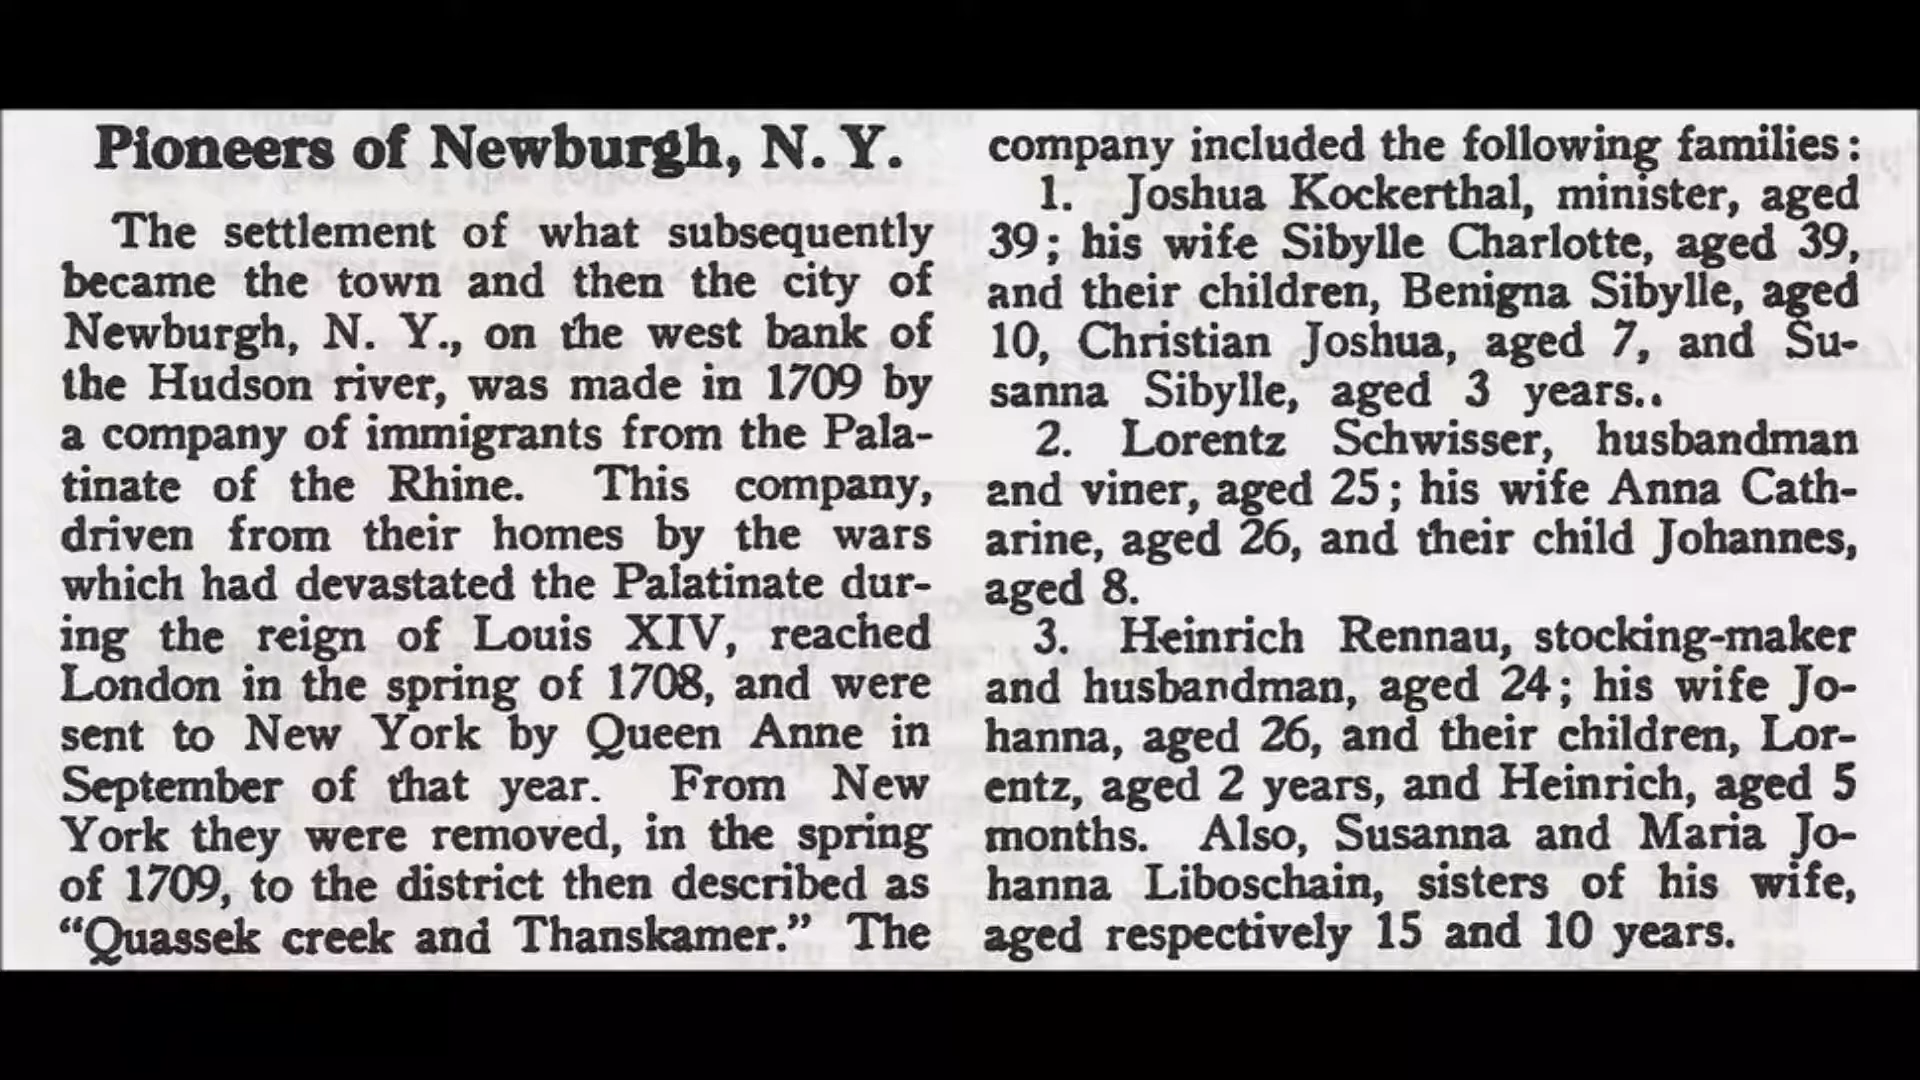 Pioneers of Newburgh, N. Y.
The settlement of what subsequently
became the town and then the city of
Newburgh, N. Y., on the west bank of
the Hudson river, was made in 1709 by
a company of immigrants from the Pala-
tinate of the Rhine. This company,
driven from their homes by the wars
which had devastated the Palatinate dur-
ing the reign of Louis XIV, reached
London in the spring of 1708, and were
sent to New York by Queen Anne in
September of that year. From New
York they were removed, in the spring
of 1709, to the district then described as
“Quassek creek and Thanskamer.” The
company included the following families:
1. Joshua Kockerthal, minister, aged
39; his wife Sibylle Charlotte, aged 39,
and their children, Benigna Sibylle, aged
10, Christian Joshua, aged 7, and Su-
sanna Sibylle, aged 3 years..
2. Lorentz Schwisser, husbandman
and viner, aged 25; his wife Anna Cath-
arine, aged 26, and their child Johannes,
aged 8.
3. Heinrich Rennau, stocking-maker
and husbandman, aged 24; his wife Jo-
hanna, aged 26, and their children, Lor-
entz, aged 2 years, and Heinrich, aged 5
months. Also, Susanna and Maria Jo-
hanna Liboschain, sisters of his wife,
aged respectively 15 and 10 years.